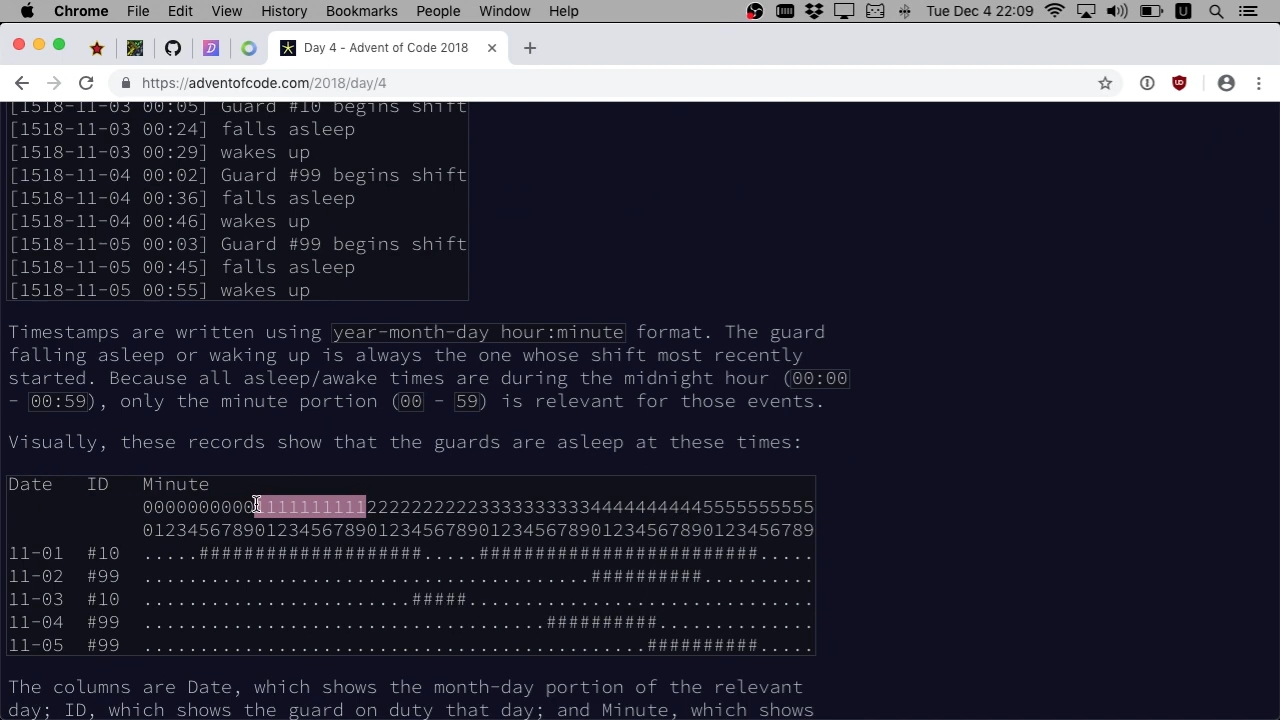 Chrome File Edit View History Bookmarks People Window Help Tue Dec 4 22:09
Day 4 - Advent of Code 2018
https://adventofcode.com/2018/day/4
[1518-11-03 00:05] Guard #10 begins shift
[1518-11-03 00:24] falls asleep
[1518-11-03 00:29] wakes up
[1518-11-04 00:02] Guard #99 begins shift
[1518-11-04 00:36] falls asleep
[1518-11-04 00:46] wakes up
[1518-11-05 00:03] Guard #99 begins shift
[1518-11-05 00:45] falls asleep
[1518-11-05 00:55] wakes up
Timestamps are written using year-month-day hour:minute format. The guard
falling asleep or waking up is always the one whose shift most recently
started. Because all asleep/awake times are during the midnight hour (00:00
- 00:59), only the minute portion (00 - 59) is relevant for those events.
Visually, these records show that the guards are asleep at these times:
Date ID Minute
000000000011111111112222222222333333333344444444445555555555
012345678901234567890123456789012345678901234567890123456789
11-01 #10 .....####################.....#########################.....
11-02 #99 ........................................##########..........
11-03 #10 ........................#####...............................
11-04 #99 ....................................##########..............
11-05 #99 .............................................##########.....
The columns are Date, which shows the month-day portion of the relevant
day; ID, which shows the guard on duty that day; and Minute, which shows